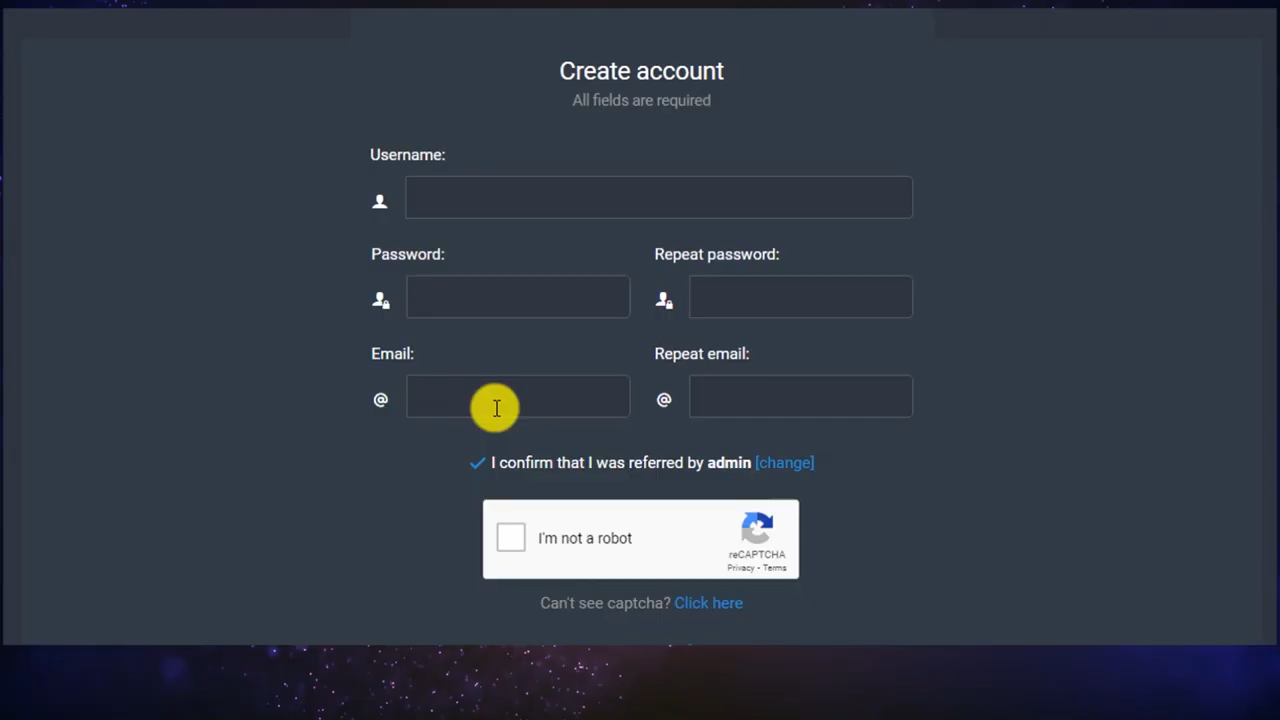 Create account
All fields are required
Username:
Password: Repeat password:
Email: Repeat email:
@ @
I confirm that I was referred by admin [change]
I'm not a robot
reCAPTCHA
Privacy - Terms
Can't see captcha? Click here